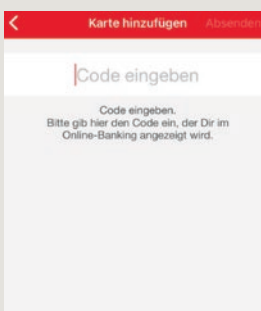 Karte hinzufügen Absenden
Code eingeben
Code eingeben.
Bitte gib hier den Code ein, der Dir im
Online-Banking angezeigt wird.